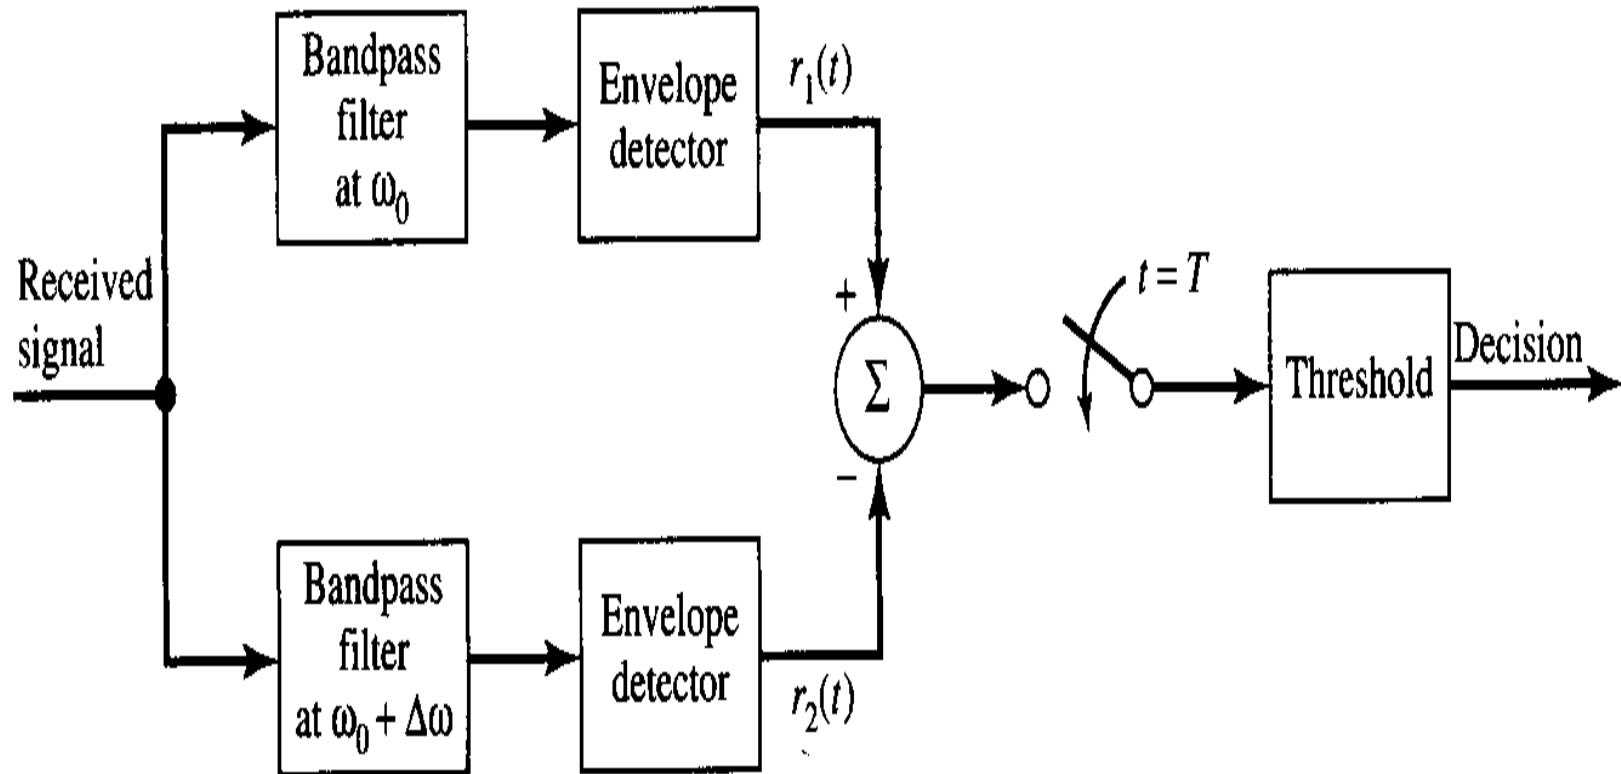 Bandpass
filter
at ω₀
Envelope
detector
r₁(t)
Received
signal
+
Σ
−
t = T
Threshold
Decision
Bandpass
filter
at ω₀ + Δω
Envelope
detector
r₂(t)